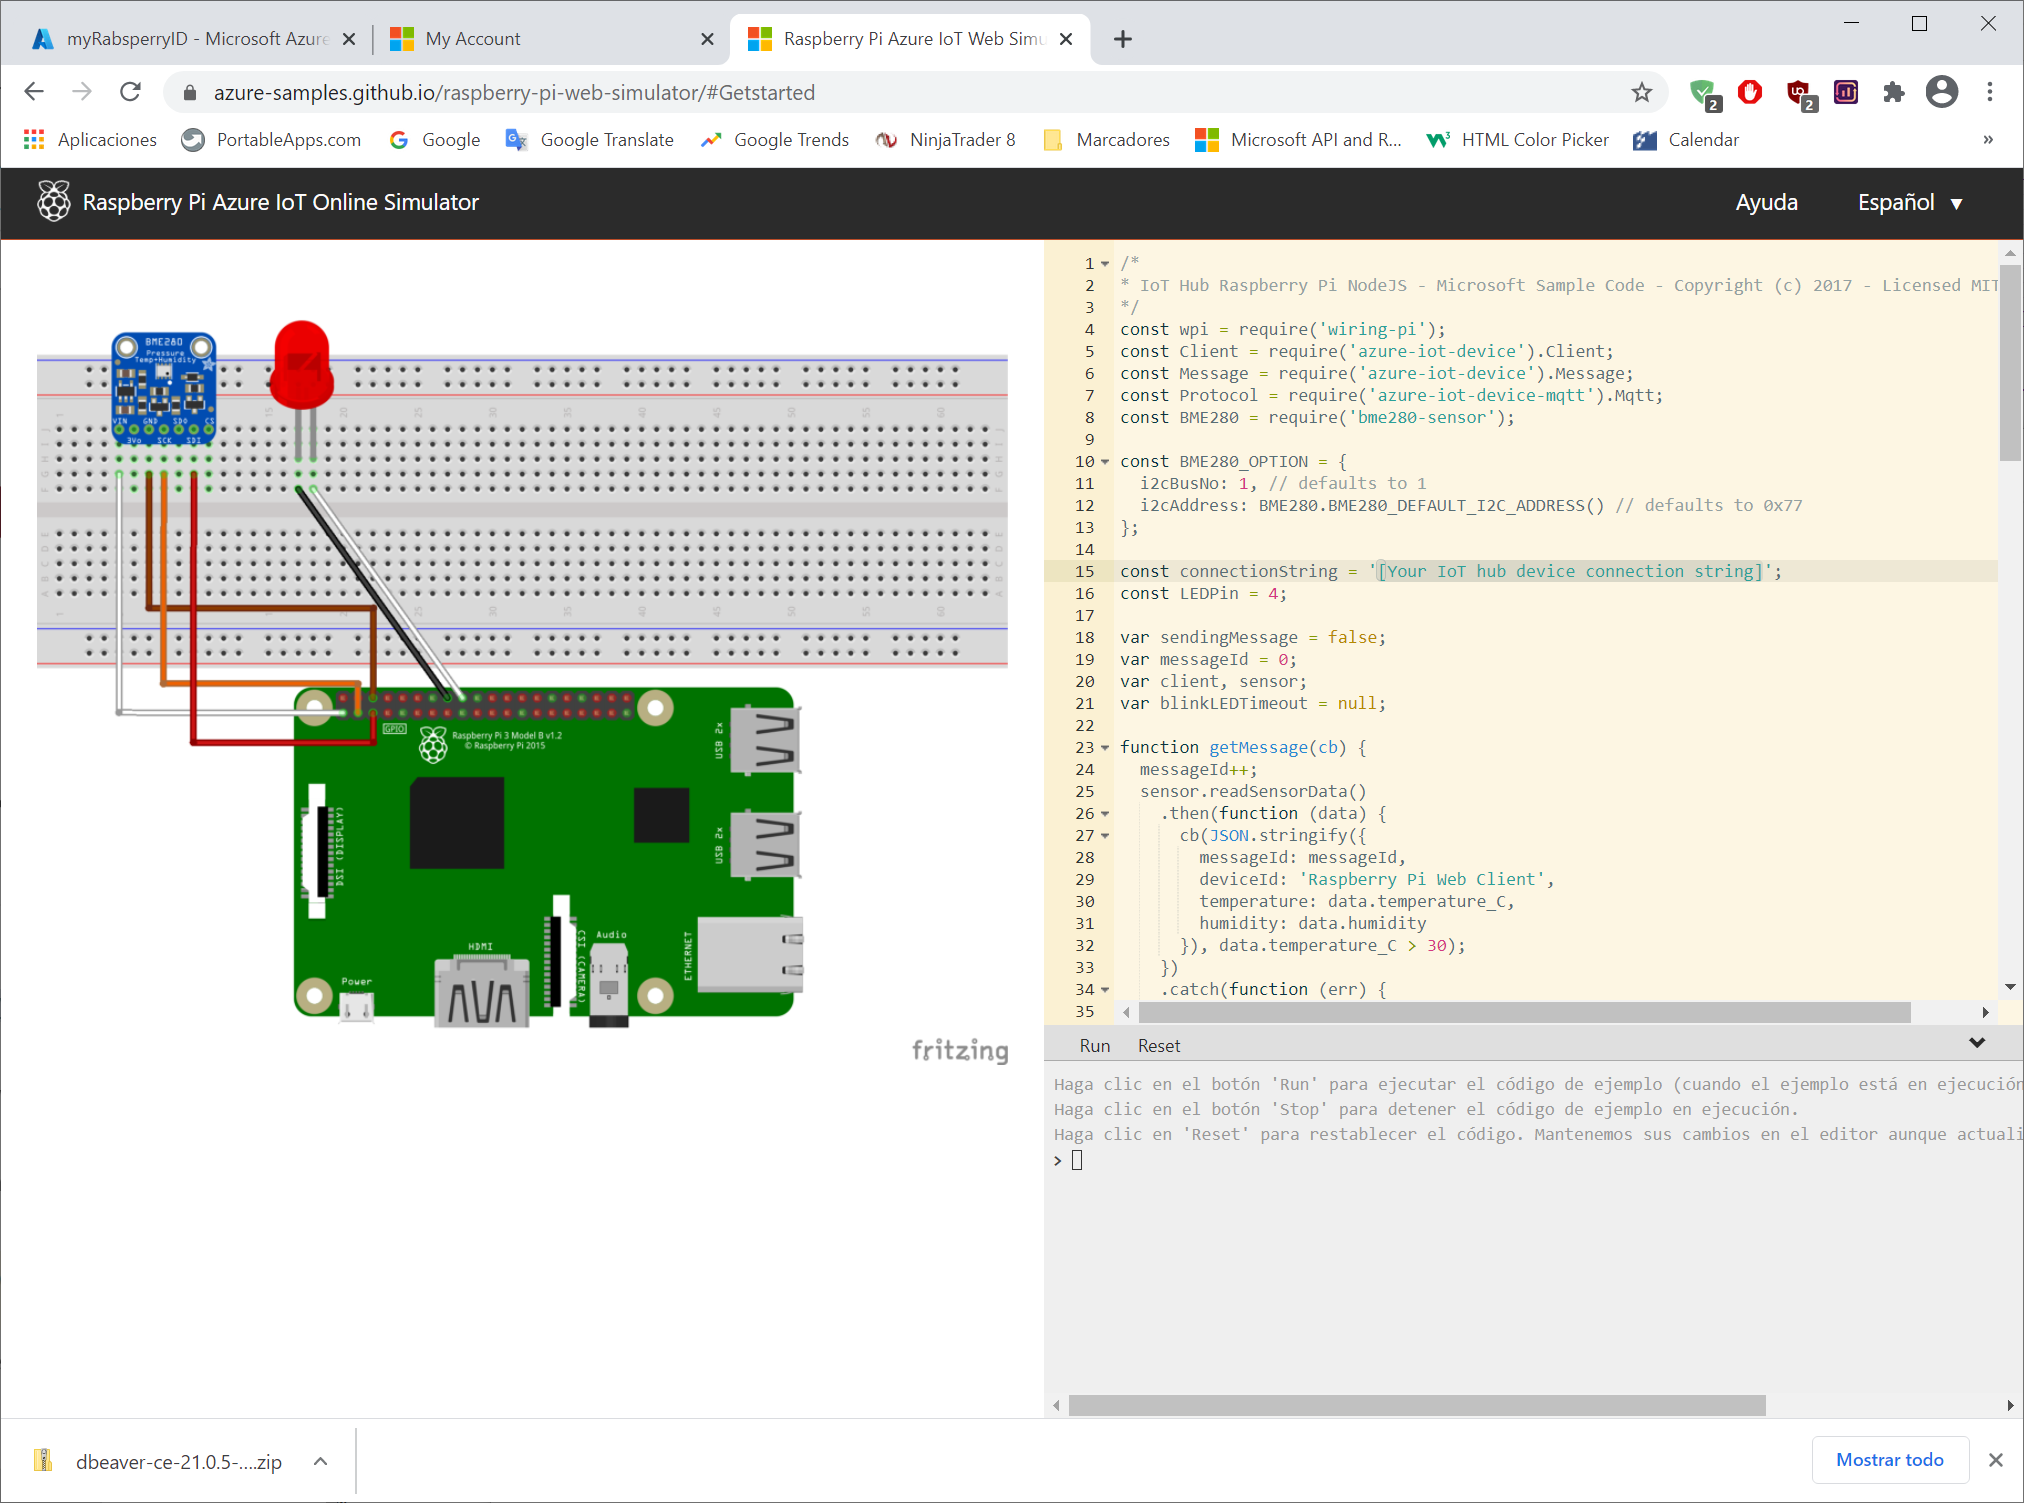 myRabsperryID - Microsoft Azure
My Account
Raspberry Pi Azure IoT Web Simu
azure-samples.github.io/raspberry-pi-web-simulator/#Getstarted
2
2
Aplicaciones
PortableApps.com
Google
Google Translate
Google Trends
NinjaTrader 8
Marcadores
Microsoft API and R...
HTML Color Picker
Calendar
»
Raspberry Pi Azure IoT Online Simulator
Ayuda
Español
BME280
Pressure
Temp+Humidity
VIN GND SDO CS
3Vo SCK SDI
GPIO
Raspberry Pi 3 Model B v1.2
© Raspberry Pi 2015
USB 2x
USB 2x
DSI (DISPLAY)
HDMI
CSI (CAMERA)
Audio
ETHERNET
Power
fritzing
1 /*
2 * IoT Hub Raspberry Pi NodeJS - Microsoft Sample Code - Copyright (c) 2017 - Licensed MIT
3 */
4 const wpi = require('wiring-pi');
5 const Client = require('azure-iot-device').Client;
6 const Message = require('azure-iot-device').Message;
7 const Protocol = require('azure-iot-device-mqtt').Mqtt;
8 const BME280 = require('bme280-sensor');
9
10 const BME280_OPTION = {
11 i2cBusNo: 1, // defaults to 1
12 i2cAddress: BME280.BME280_DEFAULT_I2C_ADDRESS() // defaults to 0x77
13 };
14
15 const connectionString = '[Your IoT hub device connection string]';
16 const LEDPin = 4;
17
18 var sendingMessage = false;
19 var messageId = 0;
20 var client, sensor;
21 var blinkLEDTimeout = null;
22
23 function getMessage(cb) {
24 messageId++;
25 sensor.readSensorData()
26 .then(function (data) {
27 cb(JSON.stringify({
28 messageId: messageId,
29 deviceId: 'Raspberry Pi Web Client',
30 temperature: data.temperature_C,
31 humidity: data.humidity
32 }), data.temperature_C > 30);
33 })
34 .catch(function (err) {
35
Run Reset
Haga clic en el botón 'Run' para ejecutar el código de ejemplo (cuando el ejemplo está en ejecución
Haga clic en el botón 'Stop' para detener el código de ejemplo en ejecución.
Haga clic en 'Reset' para restablecer el código. Mantenemos sus cambios en el editor aunque actuali
>
dbeaver-ce-21.0.5-....zip
Mostrar todo